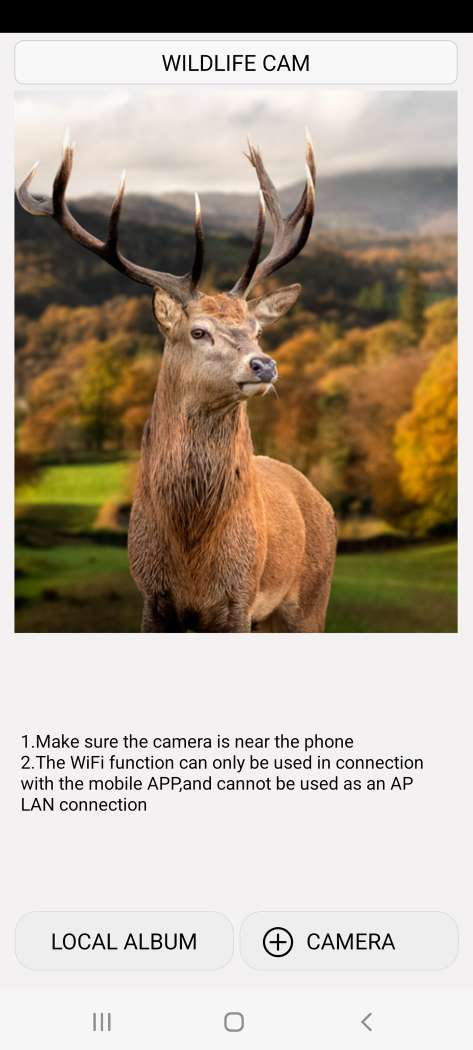 WILDLIFE CAM
1.Make sure the camera is near the phone
2.The WiFi function can only be used in connection
with the mobile APP,and cannot be used as an AP
LAN connection
LOCAL ALBUM
CAMERA